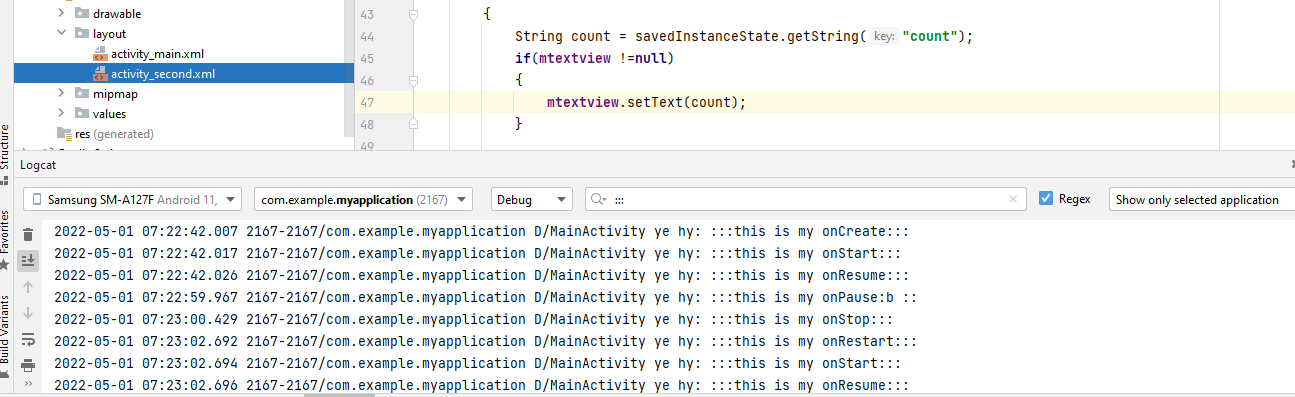 drawable
layout
activity_main.xml
activity_second.xml
mipmap
values
res (generated)
43 {
44 String count = savedInstanceState.getString( key: "count");
45 if(mtextview !=null)
46 {
47 mtextview.setText(count);
48 }
49
Structure
Favorites
Build Variants
Logcat
Samsung SM-A127F Android 11, com.example.myapplication (2167) Debug ::: Regex Show only selected application
2022-05-01 07:22:42.007 2167-2167/com.example.myapplication D/MainActivity ye hy: :::this is my onCreate:::
2022-05-01 07:22:42.017 2167-2167/com.example.myapplication D/MainActivity ye hy: :::this is my onStart:::
2022-05-01 07:22:42.026 2167-2167/com.example.myapplication D/MainActivity ye hy: :::this is my onResume:::
2022-05-01 07:22:59.967 2167-2167/com.example.myapplication D/MainActivity ye hy: :::this is my onPause:b ::
2022-05-01 07:23:00.429 2167-2167/com.example.myapplication D/MainActivity ye hy: :::this is my onStop:::
2022-05-01 07:23:02.692 2167-2167/com.example.myapplication D/MainActivity ye hy: :::this is my onRestart:::
2022-05-01 07:23:02.694 2167-2167/com.example.myapplication D/MainActivity ye hy: :::this is my onStart:::
2022-05-01 07:23:02.696 2167-2167/com.example.myapplication D/MainActivity ye hy: :::this is my onResume:::